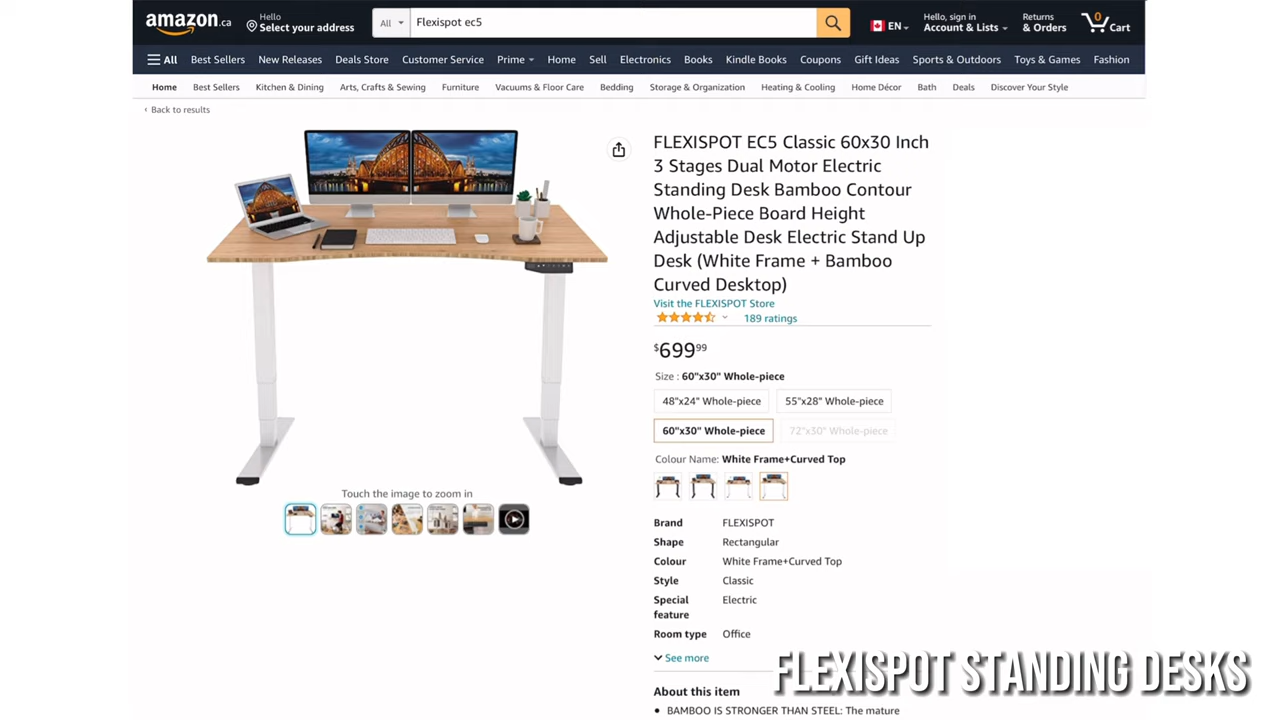 amazon.ca
Hello
Select your address
All
Flexispot ec5
EN
Hello, sign in
Account & Lists
Returns
& Orders
0
Cart
All
Best Sellers
New Releases
Deals Store
Customer Service
Prime
Home
Sell
Electronics
Books
Kindle Books
Coupons
Gift Ideas
Sports & Outdoors
Toys & Games
Fashion
Home
Best Sellers
Kitchen & Dining
Arts, Crafts & Sewing
Furniture
Vacuums & Floor Care
Bedding
Storage & Organization
Heating & Cooling
Home Décor
Bath
Deals
Discover Your Style
‹ Back to results
FLEXISPOT EC5 Classic 60x30 Inch
3 Stages Dual Motor Electric
Standing Desk Bamboo Contour
Whole-Piece Board Height
Adjustable Desk Electric Stand Up
Desk (White Frame + Bamboo
Curved Desktop)
Visit the FLEXISPOT Store
189 ratings
$69999
Size : 60"x30" Whole-piece
48"x24" Whole-piece
55"x28" Whole-piece
60"x30" Whole-piece
72"x30" Whole-piece
Colour Name: White Frame+Curved Top
Touch the image to zoom in
Brand FLEXISPOT
Shape Rectangular
Colour White Frame+Curved Top
Style Classic
Special Electric
feature
Room type Office
See more
About this item
• BAMBOO IS STRONGER THAN STEEL: The mature
FLEXISPOT STANDING DESKS